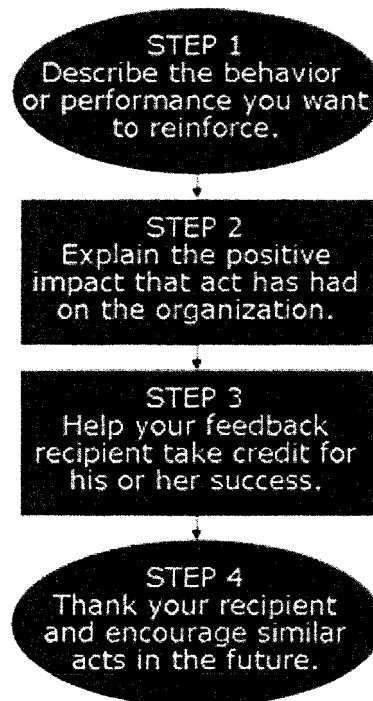 STEP 1
Describe the behavior
or performance you want
to reinforce.
STEP 2
Explain the positive
impact that act has had
on the organization.
STEP 3
Help your feedback
recipient take credit for
his or her success.
STEP 4
Thank your recipient
and encourage similar
acts in the future.